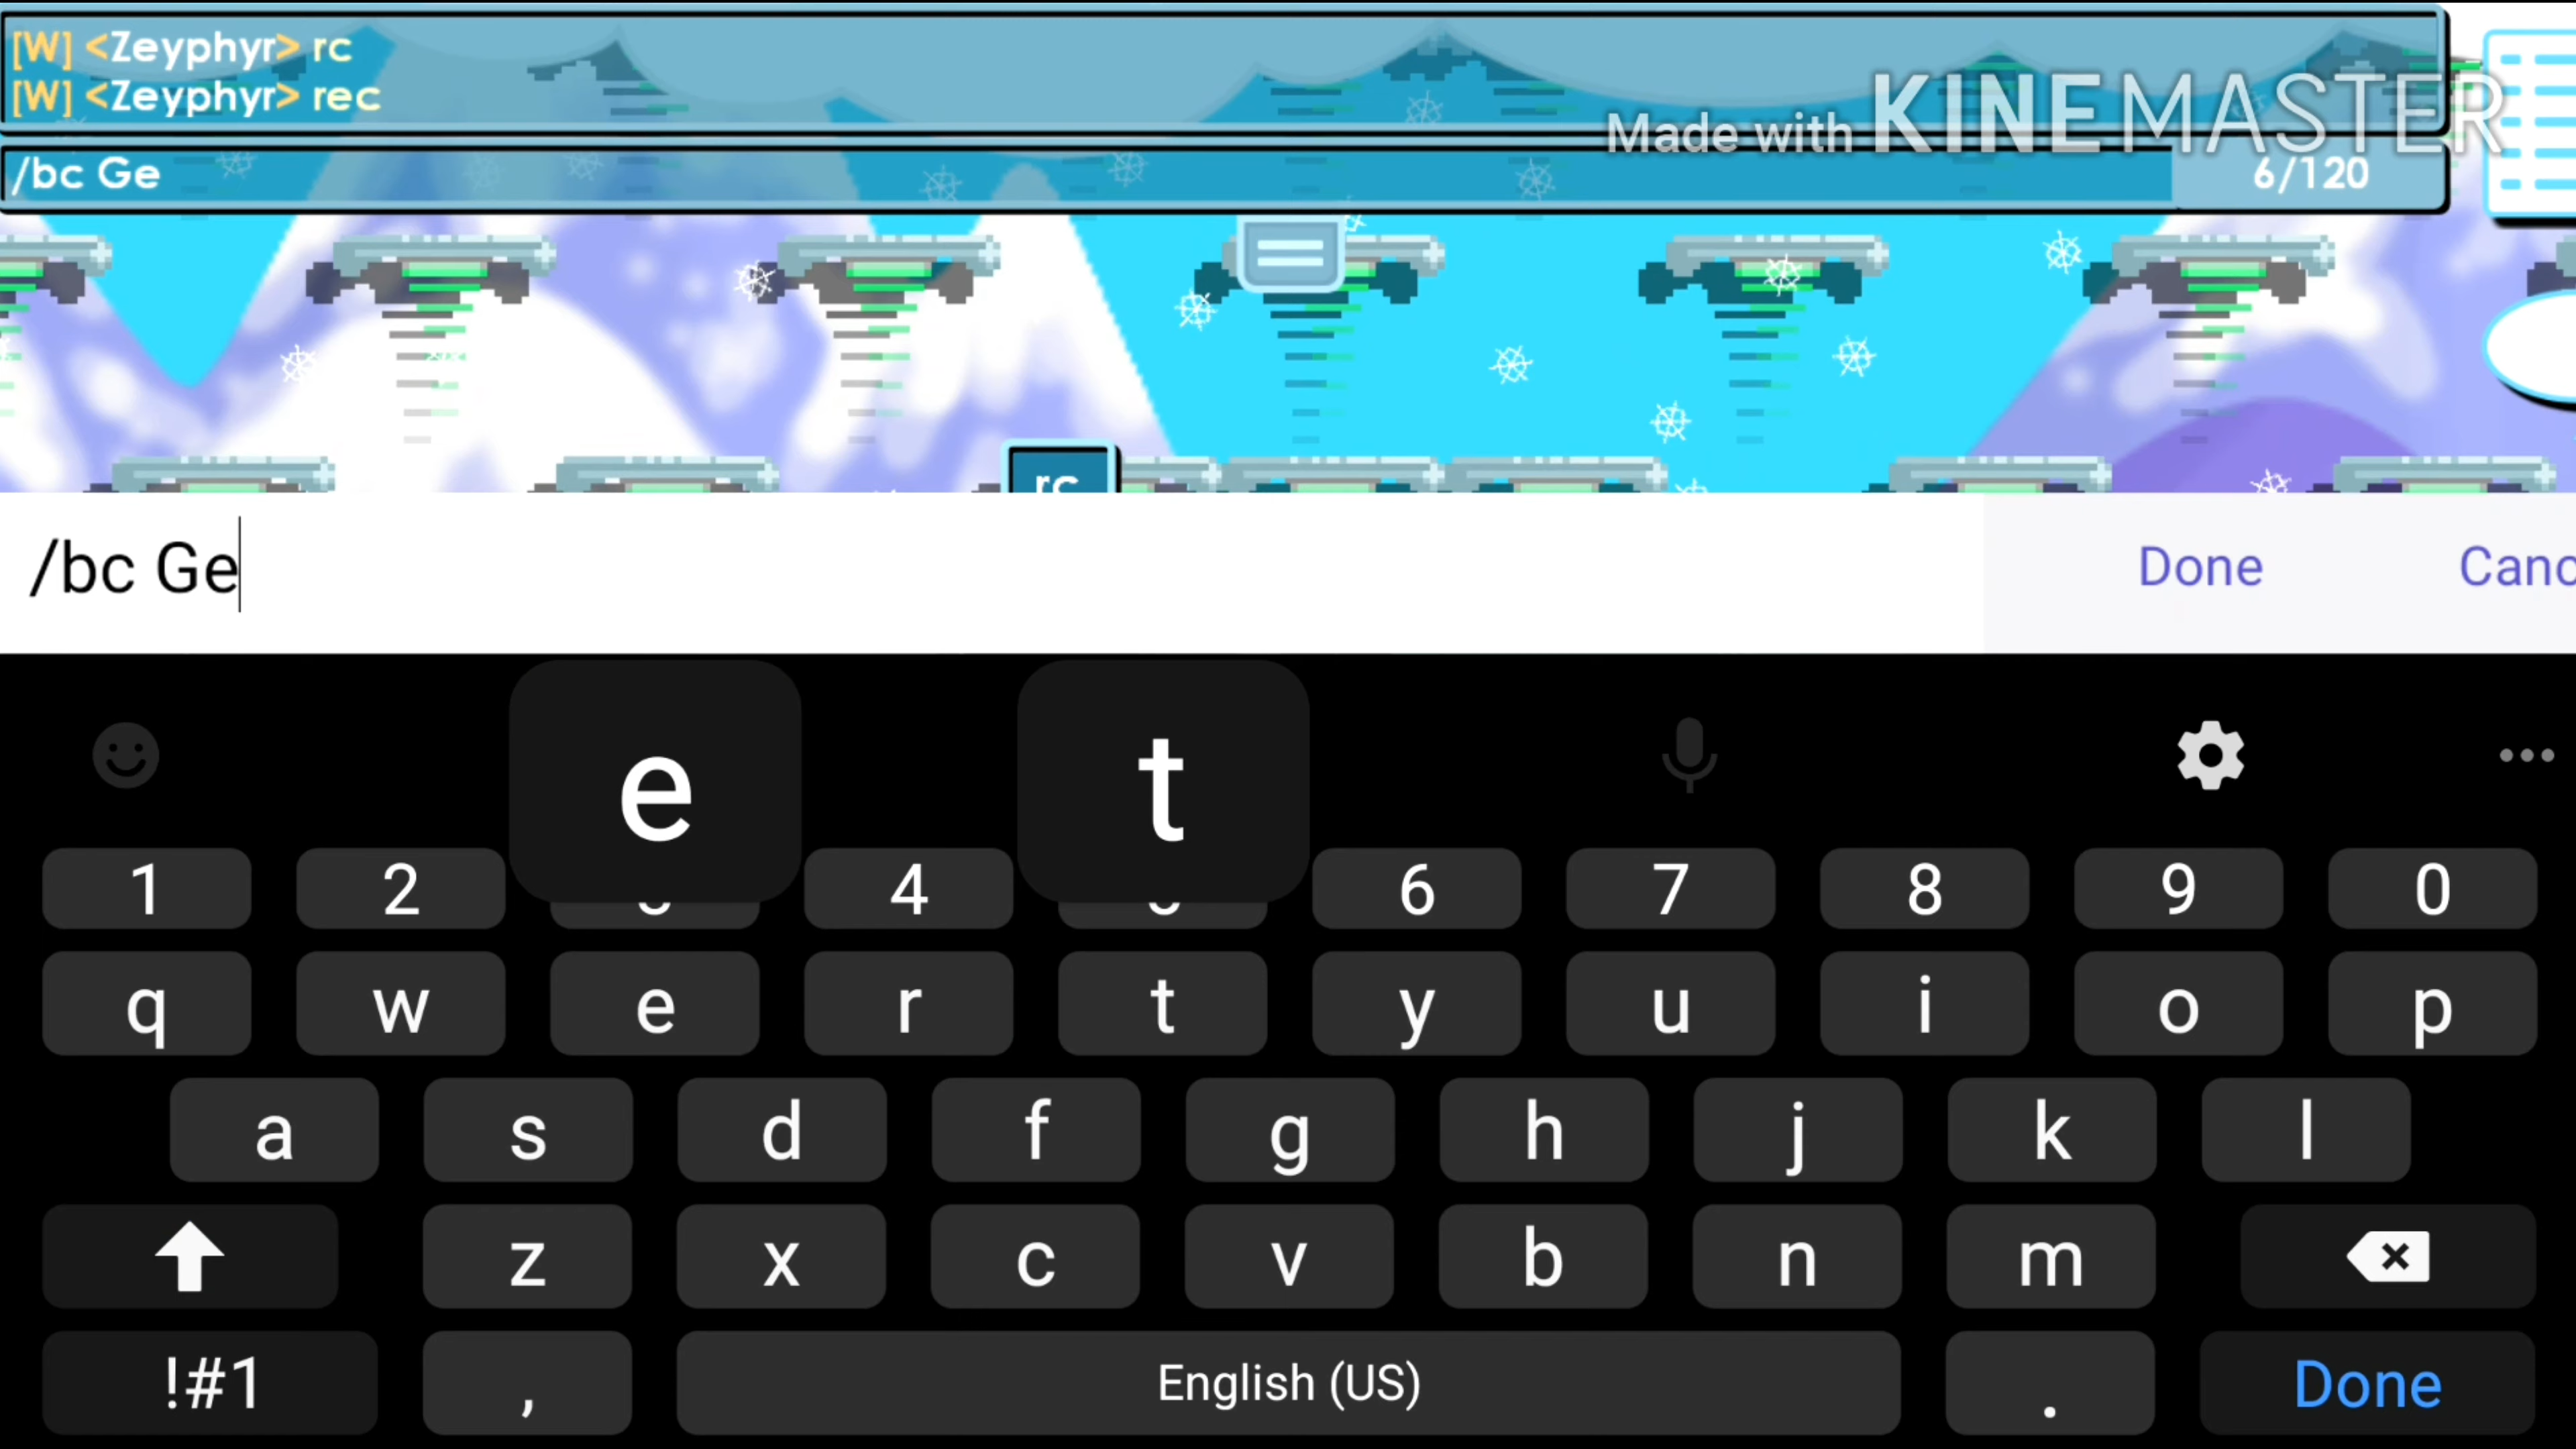 [W] <Zeyphyr> rc
[W] <Zeyphyr> rec
Made with KINEMASTER
/bc Ge
6/120
rc
/bc Ge
Done
Canc
e t
1 2 4 6 7 8 9 0
q w e r t y u i o p
a s d f g h j k l
z x c v b n m
!#1 , English (US) . Done